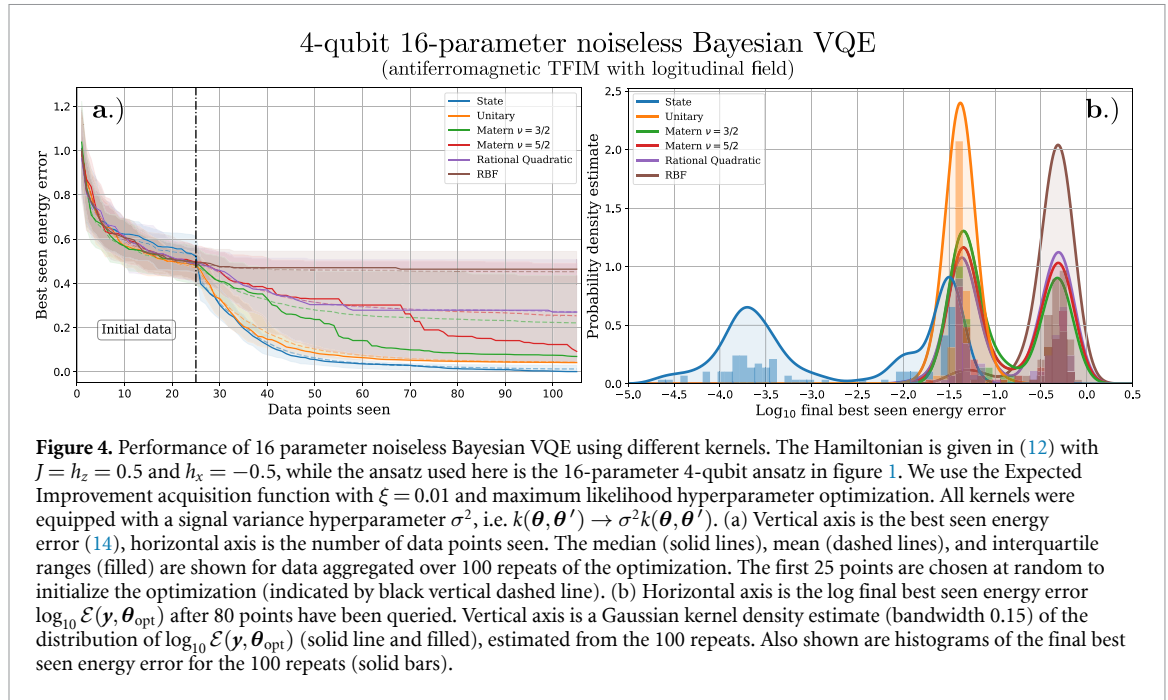 4-qubit 16-parameter noiseless Bayesian VQE
(antiferromagnetic TFIM with logitudinal field)
a.)
State
Unitary
Matern ν = 3/2
Matern ν = 5/2
Rational Quadratic
RBF
Best seen energy error
1.2
1.0
0.8
0.6
0.4
0.2
0.0
Initial data
0 10 20 30 40 50 60 70 80 90 100
Data points seen
b.)
State
Unitary
Matern ν = 3/2
Matern ν = 5/2
Rational Quadratic
RBF
Probability density estimate
2.5
2.0
1.5
1.0
0.5
0.0
−5.0 −4.5 −4.0 −3.5 −3.0 −2.5 −2.0 −1.5 −1.0 −0.5 0.0 0.5
Log₁₀ final best seen energy error
Figure 4. Performance of 16 parameter noiseless Bayesian VQE using different kernels. The Hamiltonian is given in (12) with
J = h_z = 0.5 and h_x = −0.5, while the ansatz used here is the 16-parameter 4-qubit ansatz in figure 1. We use the Expected
Improvement acquisition function with ξ = 0.01 and maximum likelihood hyperparameter optimization. All kernels were
equipped with a signal variance hyperparameter σ², i.e. k(θ,θ′) → σ²k(θ,θ′). (a) Vertical axis is the best seen energy
error (14), horizontal axis is the number of data points seen. The median (solid lines), mean (dashed lines), and interquartile
ranges (filled) are shown for data aggregated over 100 repeats of the optimization. The first 25 points are chosen at random to
initialize the optimization (indicated by black vertical dashed line). (b) Horizontal axis is the log final best seen energy error
log₁₀ ℰ(y,θ_opt) after 80 points have been queried. Vertical axis is a Gaussian kernel density estimate (bandwidth 0.15) of the
distribution of log₁₀ ℰ(y,θ_opt) (solid line and filled), estimated from the 100 repeats. Also shown are histograms of the final best
seen energy error for the 100 repeats (solid bars).